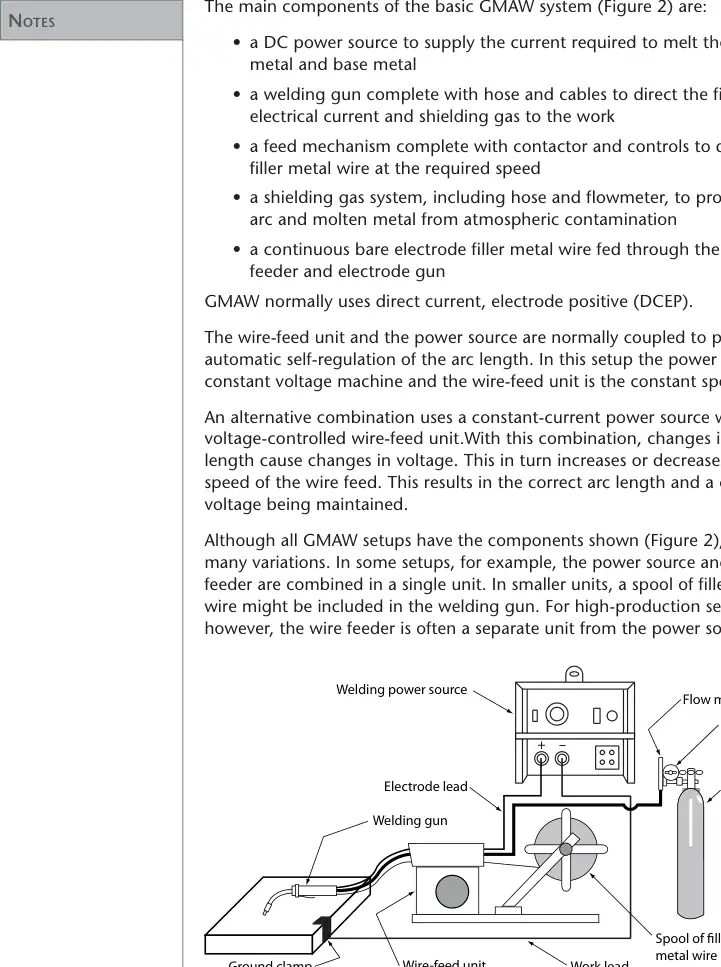 NOTES
The main components of the basic GMAW system (Figure 2) are:
• a DC power source to supply the current required to melt the
metal and base metal
• a welding gun complete with hose and cables to direct the
electrical current and shielding gas to the work
• a feed mechanism complete with contactor and controls to
filler metal wire at the required speed
• a shielding gas system, including hose and flowmeter, to
arc and molten metal from atmospheric contamination
• a continuous bare electrode filler metal wire fed through the
feeder and electrode gun
GMAW normally uses direct current, electrode positive (DCEP).
The wire-feed unit and the power source are normally coupled to
automatic self-regulation of the arc length. In this setup the power
constant voltage machine and the wire-feed unit is the constant
An alternative combination uses a constant-current power source
voltage-controlled wire-feed unit.With this combination, changes
length cause changes in voltage. This in turn increases or
speed of the wire feed. This results in the correct arc length and a
voltage being maintained.
Although all GMAW setups have the components shown (Figure 2),
many variations. In some setups, for example, the power source
feeder are combined in a single unit. In smaller units, a spool of
wire might be included in the welding gun. For high-production
however, the wire feeder is often a separate unit from the power
Welding power source
Flow
+ –
Electrode lead
Welding gun
Spool of
metal wire
Ground clamp
Wire-feed unit
Work lead